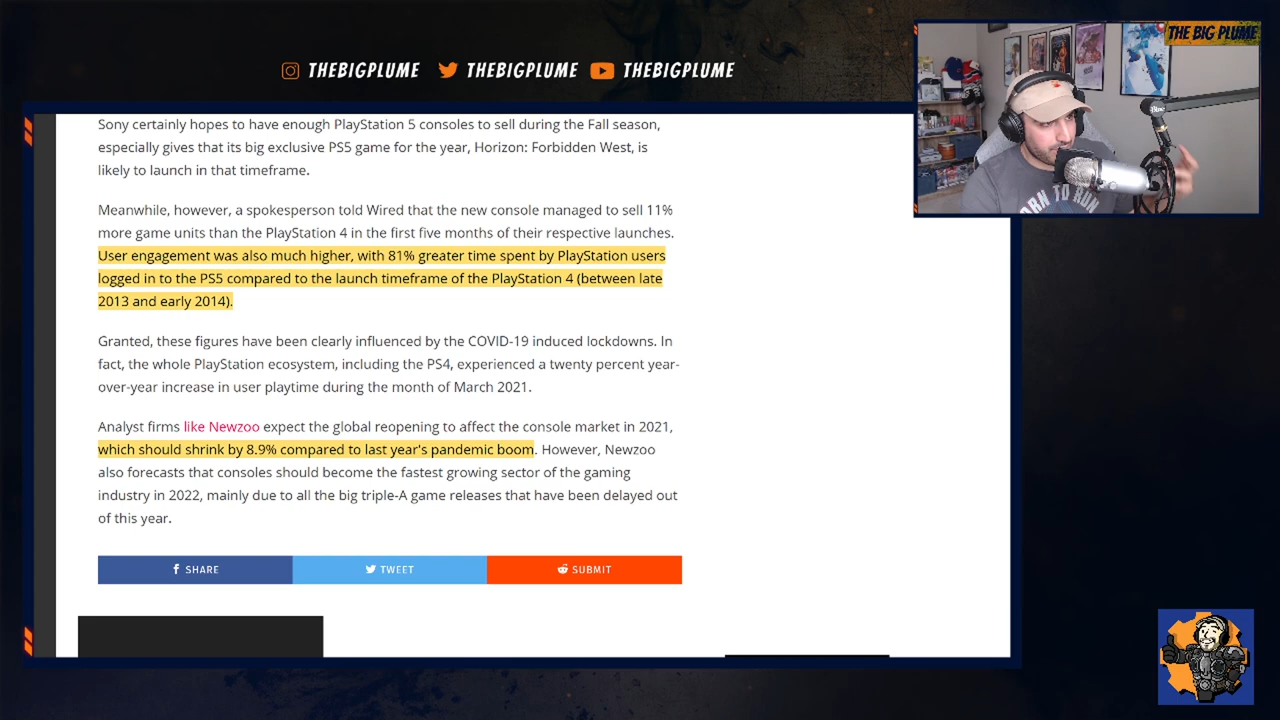 THEBIGPLUME THEBIGPLUME THEBIGPLUME
THE BIG PLUME
Sony certainly hopes to have enough PlayStation 5 consoles to sell during the Fall season,
especially gives that its big exclusive PS5 game for the year, Horizon: Forbidden West, is
likely to launch in that timeframe.
Meanwhile, however, a spokesperson told Wired that the new console managed to sell 11%
more game units than the PlayStation 4 in the first five months of their respective launches.
User engagement was also much higher, with 81% greater time spent by PlayStation users
logged in to the PS5 compared to the launch timeframe of the PlayStation 4 (between late
2013 and early 2014).
Granted, these figures have been clearly influenced by the COVID-19 induced lockdowns. In
fact, the whole PlayStation ecosystem, including the PS4, experienced a twenty percent year-
over-year increase in user playtime during the month of March 2021.
Analyst firms like Newzoo expect the global reopening to affect the console market in 2021,
which should shrink by 8.9% compared to last year's pandemic boom. However, Newzoo
also forecasts that consoles should become the fastest growing sector of the gaming
industry in 2022, mainly due to all the big triple-A game releases that have been delayed out
of this year.
SHARE TWEET SUBMIT
TO RUN